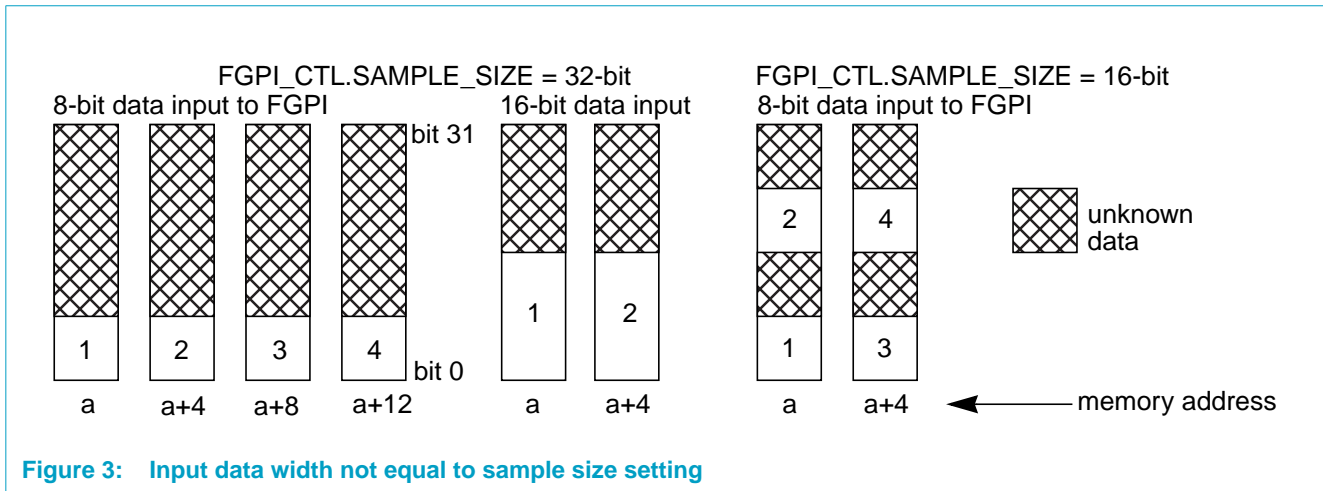 FGPI_CTL.SAMPLE_SIZE = 32-bit
8-bit data input to FGPI
16-bit data input
bit 31
1
2
3
4
bit 0
a
a+4
a+8
a+12
1
2
a
a+4
FGPI_CTL.SAMPLE_SIZE = 16-bit
8-bit data input to FGPI
2
4
1
3
a
a+4
unknown
data
memory address
Figure 3: Input data width not equal to sample size setting